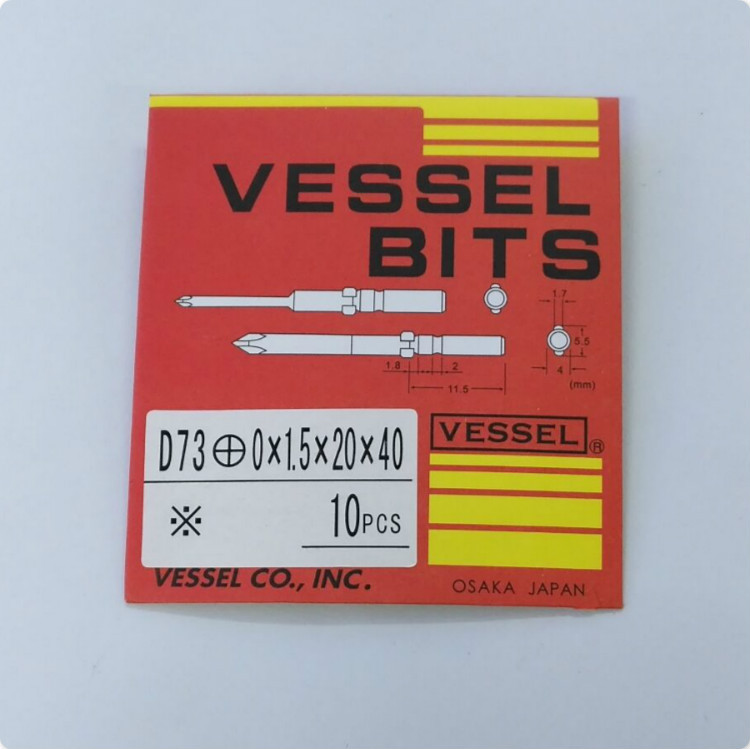 VESSEL
BITS
1.7
5.5
1.8
2
4
11.5
(mm)
VESSEL ®
D73⊕0×1.5×20×40
※ 10PCS
VESSEL CO., INC.
OSAKA JAPAN